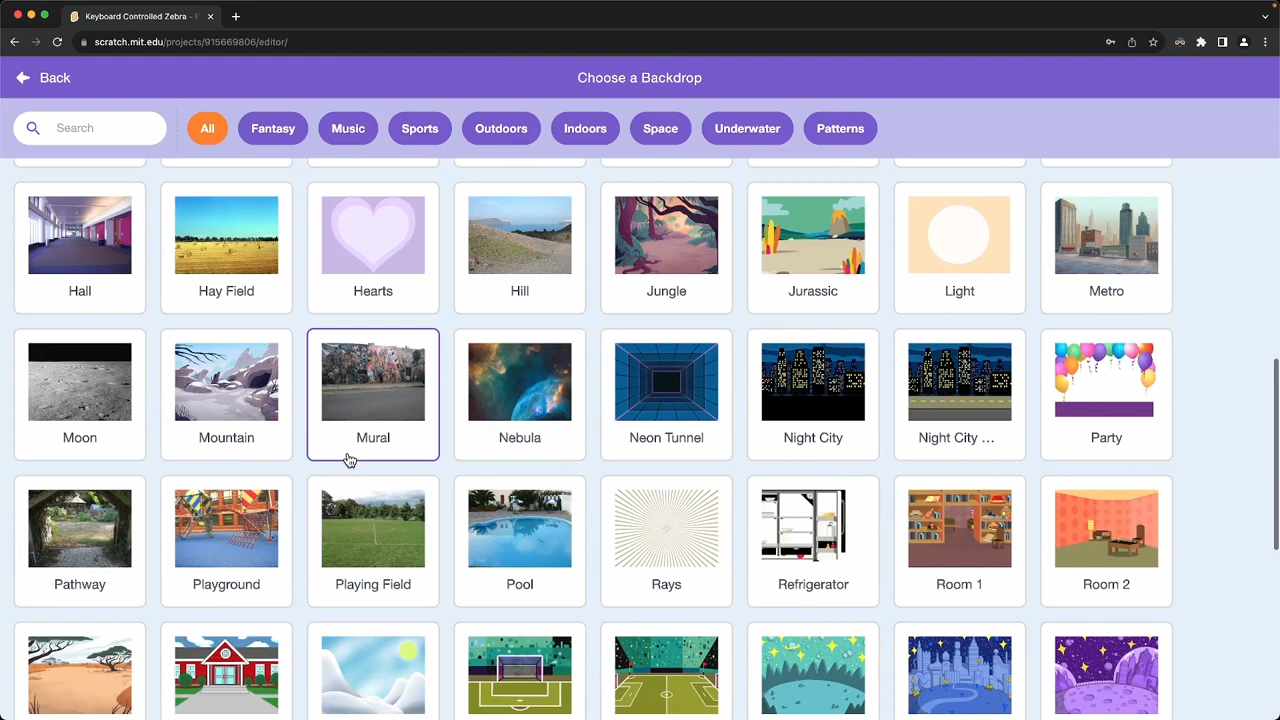 Keyboard Controlled Zebra - P
scratch.mit.edu/projects/915669806/editor/
Back
Choose a Backdrop
Search
All
Fantasy
Music
Sports
Outdoors
Indoors
Space
Underwater
Patterns
Hall
Hay Field
Hearts
Hill
Jungle
Jurassic
Light
Metro
Moon
Mountain
Mural
Nebula
Neon Tunnel
Night City
Night City ...
Party
Pathway
Playground
Playing Field
Pool
Rays
Refrigerator
Room 1
Room 2